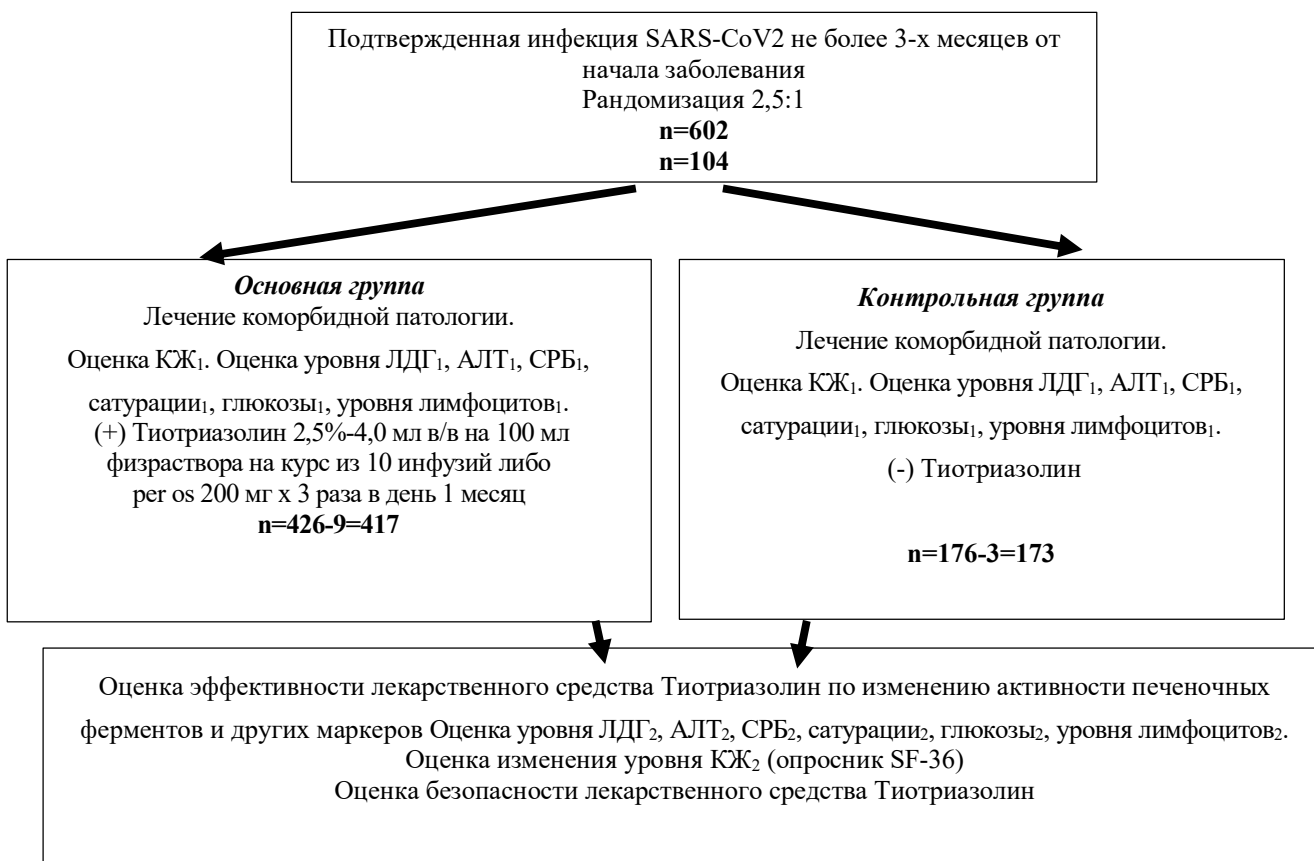 Подтвержденная инфекция SARS-CoV2 не более 3-х месяцев от
начала заболевания
Рандомизация 2,5:1
n=602
n=104
Основная группа
Лечение коморбидной патологии.
Оценка КЖ₁. Оценка уровня ЛДГ₁, АЛТ₁, СРБ₁,
сатурации₁, глюкозы₁, уровня лимфоцитов₁.
(+) Тиотриазолин 2,5%-4,0 мл в/в на 100 мл
физраствора на курс из 10 инфузий либо
per os 200 мг х 3 раза в день 1 месяц
n=426-9=417
Контрольная группа
Лечение коморбидной патологии.
Оценка КЖ₁. Оценка уровня ЛДГ₁, АЛТ₁, СРБ₁,
сатурации₁, глюкозы₁, уровня лимфоцитов₁.
(-) Тиотриазолин
n=176-3=173
Оценка эффективности лекарственного средства Тиотриазолин по изменению активности печеночных
ферментов и других маркеров Оценка уровня ЛДГ₂, АЛТ₂, СРБ₂, сатурации₂, глюкозы₂, уровня лимфоцитов₂.
Оценка изменения уровня КЖ₂ (опросник SF-36)
Оценка безопасности лекарственного средства Тиотриазолин